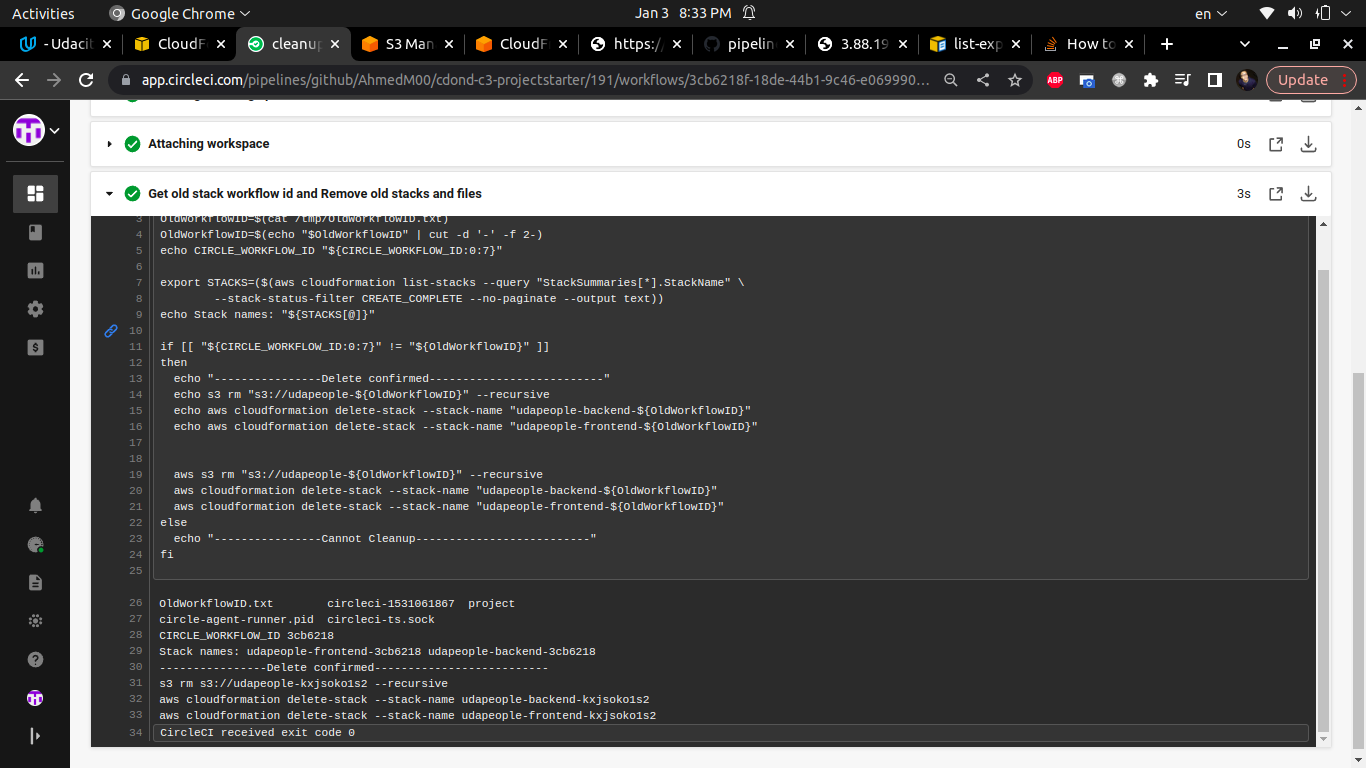 Activities
Google Chrome
Jan 3 8:33 PM
en
- Udacit
CloudF
cleanup
S3 Man
CloudF
https:/
pipelin
3.88.19
list-exp
How to
app.circleci.com/pipelines/github/AhmedM00/cdond-c3-projectstarter/191/workflows/3cb6218f-18de-44b1-9c46-e069990...
ABP
Update
Attaching workspace
0s
Get old stack workflow id and Remove old stacks and files
3s
3 OldWorkflowID=$(cat /tmp/OldWorkflowID.txt)
4 OldWorkflowID=$(echo "$OldWorkflowID" | cut -d '-' -f 2-)
5 echo CIRCLE_WORKFLOW_ID "${CIRCLE_WORKFLOW_ID:0:7}"
6
7 export STACKS=($(aws cloudformation list-stacks --query "StackSummaries[*].StackName" \
8 --stack-status-filter CREATE_COMPLETE --no-paginate --output text))
9 echo Stack names: "${STACKS[@]}"
10
11 if [[ "${CIRCLE_WORKFLOW_ID:0:7}" != "${OldWorkflowID}" ]]
12 then
13 echo "----------------Delete confirmed--------------------------"
14 echo s3 rm "s3://udapeople-${OldWorkflowID}" --recursive
15 echo aws cloudformation delete-stack --stack-name "udapeople-backend-${OldWorkflowID}"
16 echo aws cloudformation delete-stack --stack-name "udapeople-frontend-${OldWorkflowID}"
17
18
19 aws s3 rm "s3://udapeople-${OldWorkflowID}" --recursive
20 aws cloudformation delete-stack --stack-name "udapeople-backend-${OldWorkflowID}"
21 aws cloudformation delete-stack --stack-name "udapeople-frontend-${OldWorkflowID}"
22 else
23 echo "----------------Cannot Cleanup--------------------------"
24 fi
25
26 OldWorkflowID.txt circleci-1531061867 project
27 circle-agent-runner.pid circleci-ts.sock
28 CIRCLE_WORKFLOW_ID 3cb6218
29 Stack names: udapeople-frontend-3cb6218 udapeople-backend-3cb6218
30 ----------------Delete confirmed--------------------------
31 s3 rm s3://udapeople-kxjsoko1s2 --recursive
32 aws cloudformation delete-stack --stack-name udapeople-backend-kxjsoko1s2
33 aws cloudformation delete-stack --stack-name udapeople-frontend-kxjsoko1s2
34 CircleCI received exit code 0